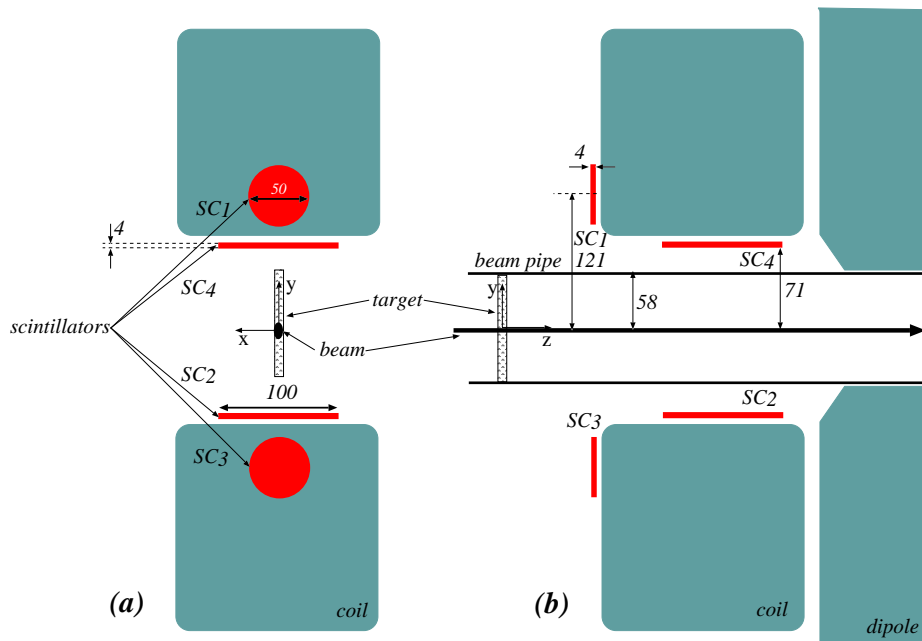 50
SC1
4
SC4
y
target
scintillators
x
beam
SC2
100
SC3
(a)
coil
4
SC1
121
beam pipe
SC4
y
58
71
z
SC2
SC3
(b)
coil
dipole